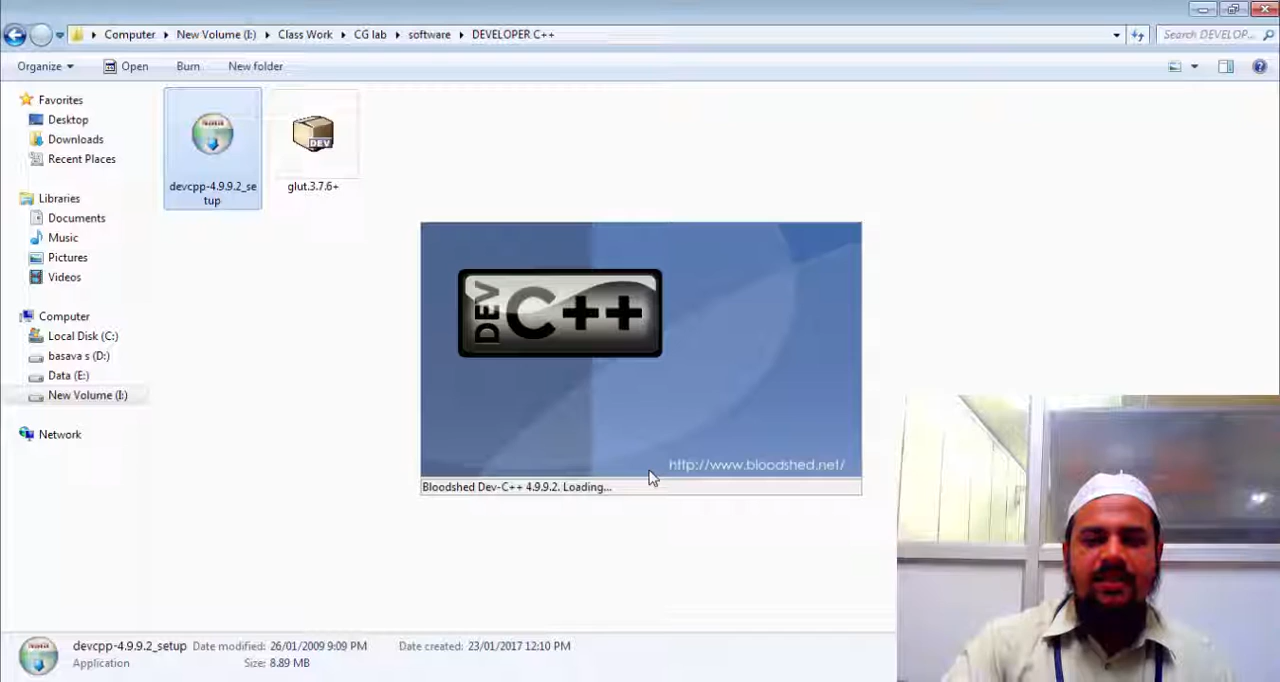 Computer New Volume (I:) Class Work CG lab software DEVELOPER C++
Search DEVELOP...
Organize Open Burn New folder
Favorites
Desktop
Downloads
Recent Places
Libraries
Documents
Music
Pictures
Videos
Computer
Local Disk (C:)
basava s (D:)
Data (E:)
New Volume (I:)
Network
devcpp-4.9.9.2_se
tup
DEV
glut.3.7.6+
DEV C++
http://www.bloodshed.net/
Bloodshed Dev-C++ 4.9.9.2. Loading...
devcpp-4.9.9.2_setup Date modified: 26/01/2009 9:09 PM Date created: 23/01/2017 12:10 PM
Application Size: 8.89 MB